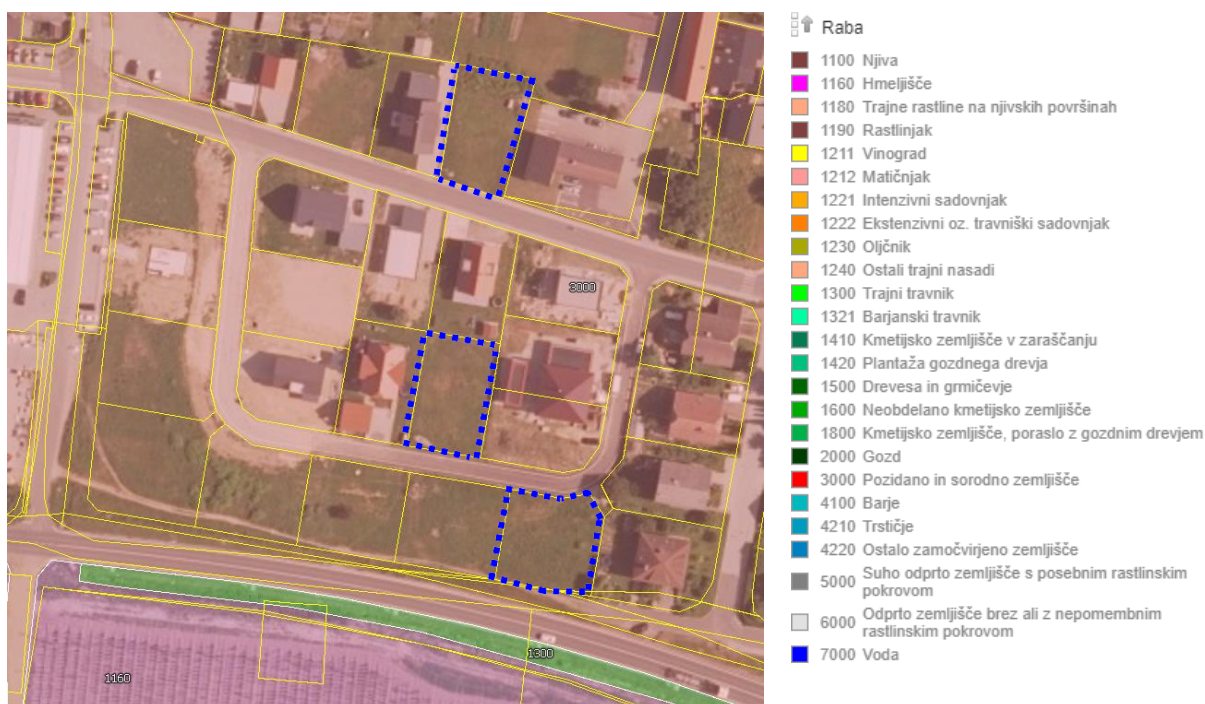 Raba
1100 Njiva
1160 Hmeljišče
1180 Trajne rastline na njivskih površinah
1190 Rastlinjak
1211 Vinograd
1212 Matičnjak
1221 Intenzivni sadovnjak
1222 Ekstenzivni oz. travniški sadovnjak
1230 Oljčnik
1240 Ostali trajni nasadi
1300 Trajni travnik
1321 Barjanski travnik
1410 Kmetijsko zemljišče v zaraščanju
1420 Plantaža gozdnega drevja
1500 Drevesa in grmičevje
1600 Neobdelano kmetijsko zemljišče
1800 Kmetijsko zemljišče, poraslo z gozdnim drevjem
2000 Gozd
3000 Pozidano in sorodno zemljišče
4100 Barje
4210 Trstičje
4220 Ostalo zamočvirjeno zemljišče
5000 Suho odprto zemljišče s posebnim rastlinskim
pokrovom
6000 Odprto zemljišče brez ali z nepomembnim
rastlinskim pokrovom
7000 Voda
3000
1300
1160